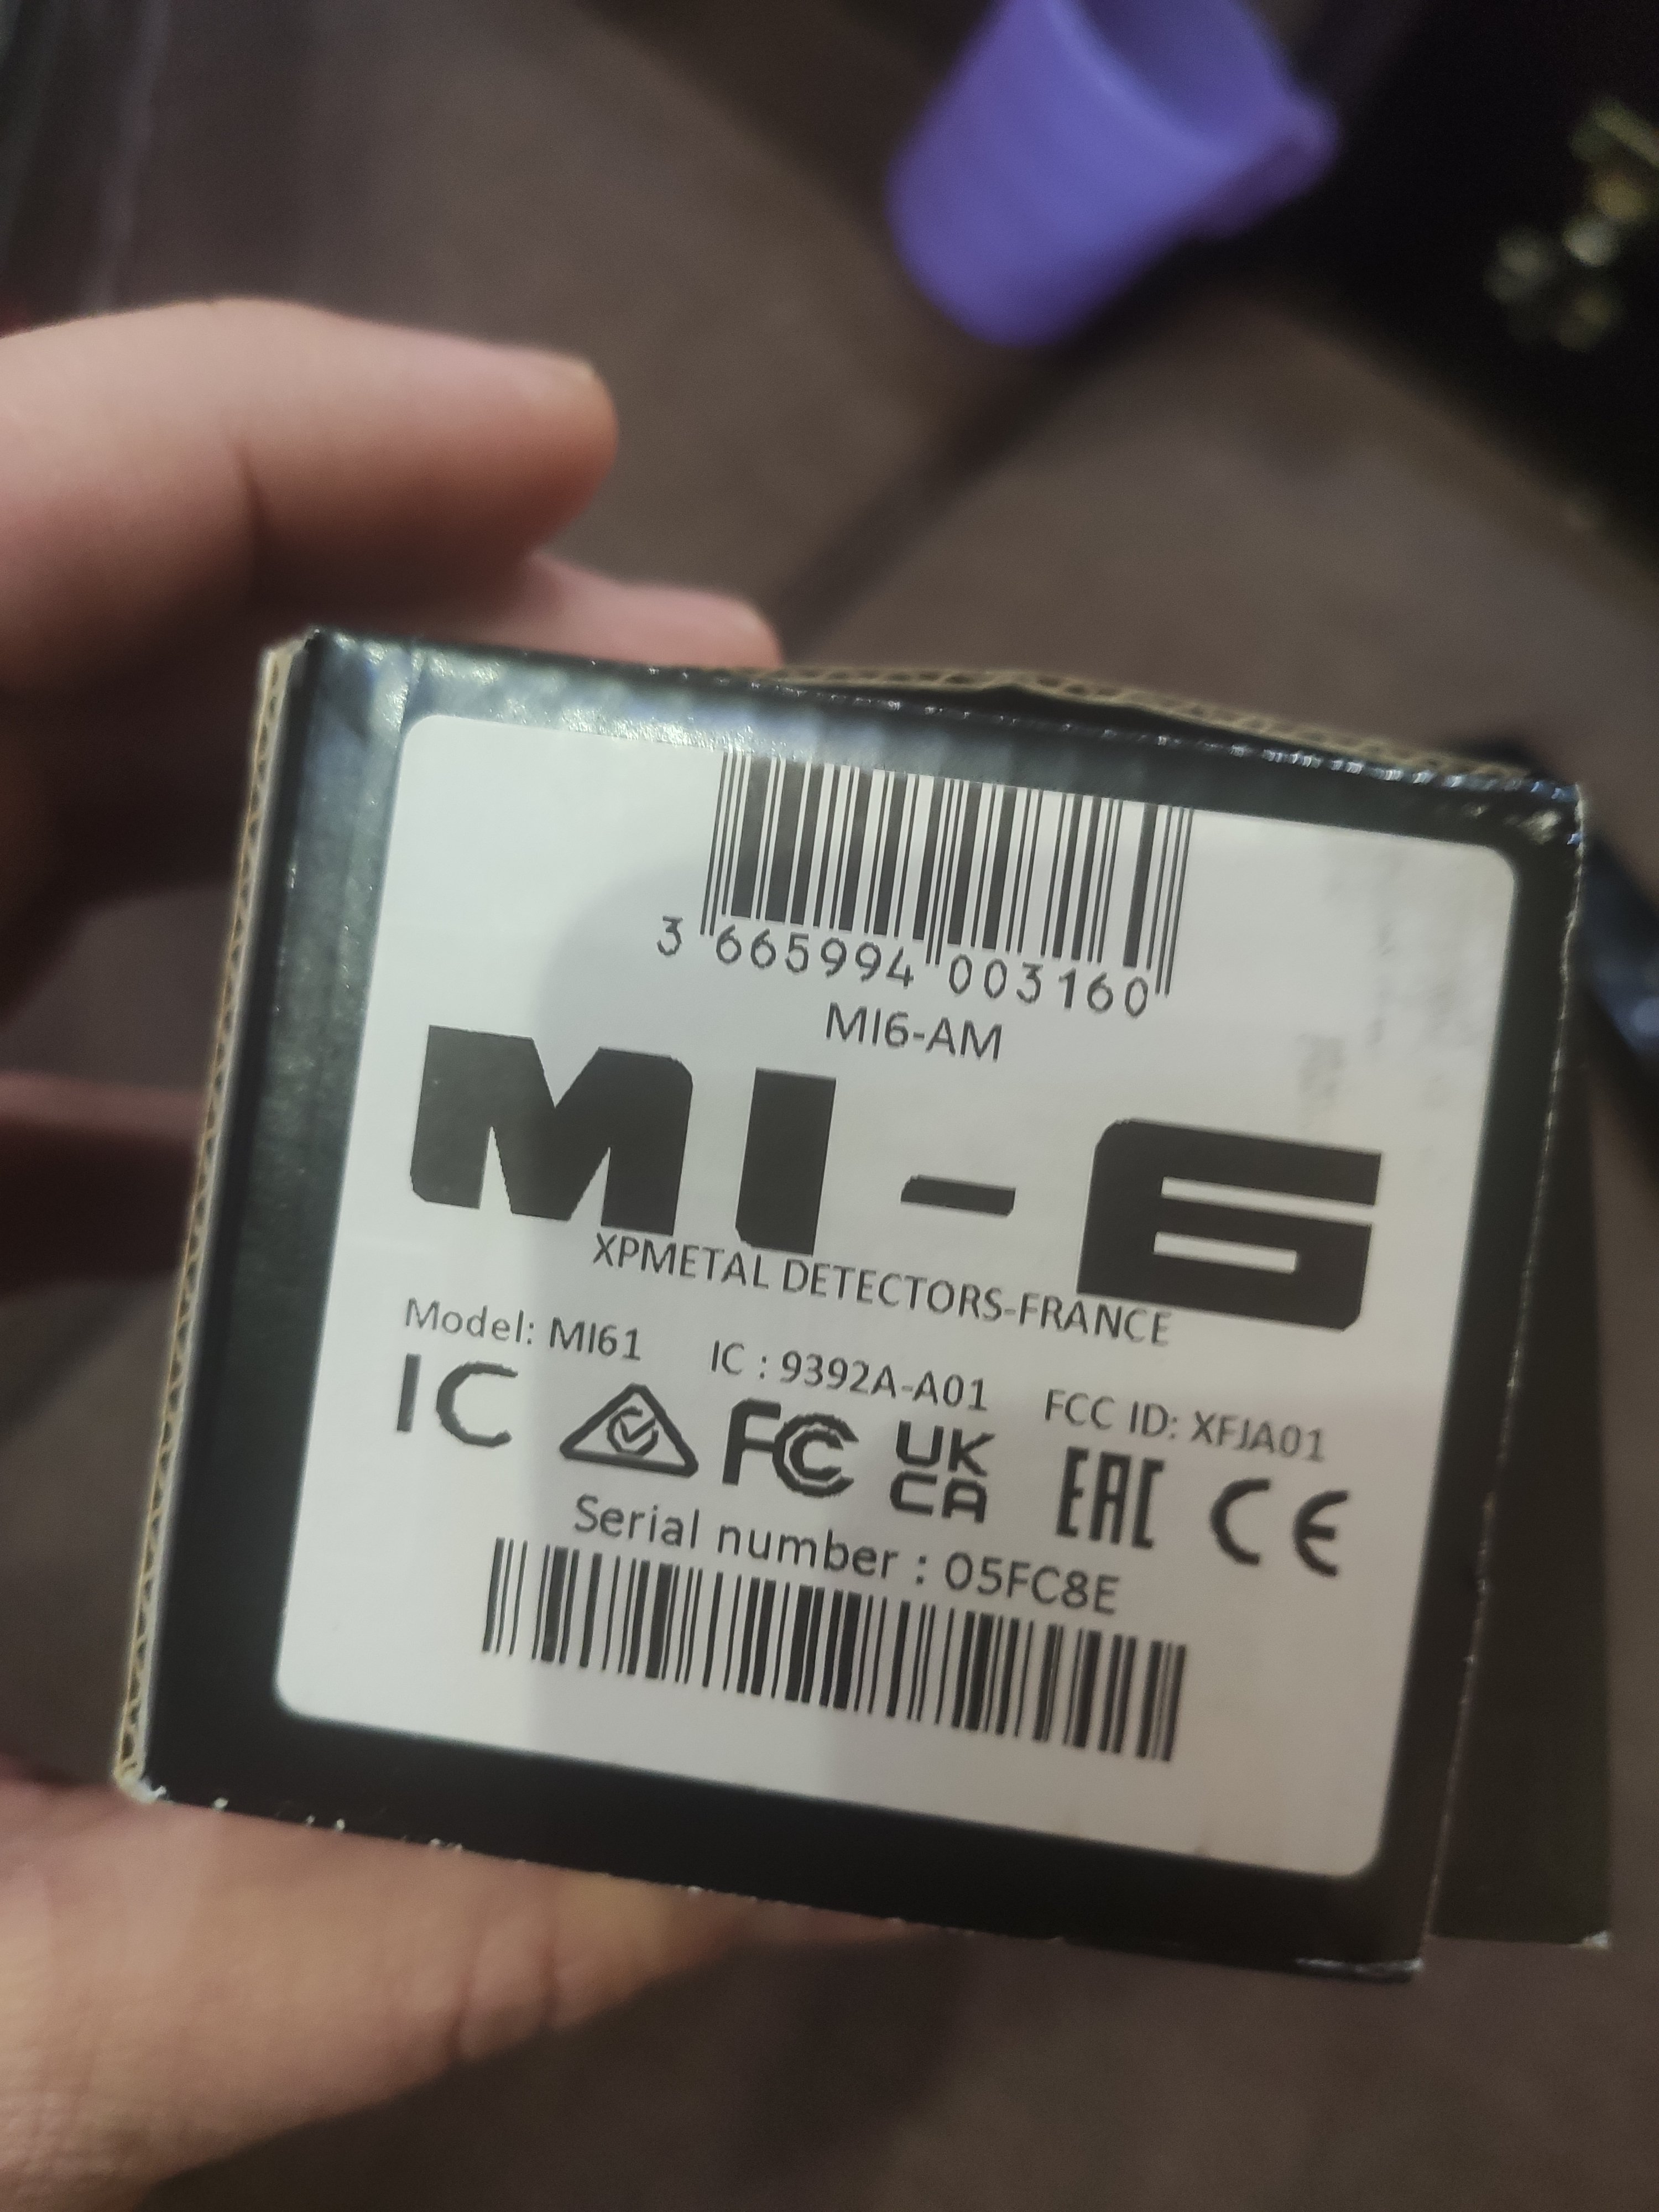 3 665994 003160
MI6-AM
MI-6
XPMETAL DETECTORS-FRANCE
Model: MI61 IC : 9392A-A01 FCC ID: XFJA01
IC FC UK CA EAC CE
Serial number : 05FC8E